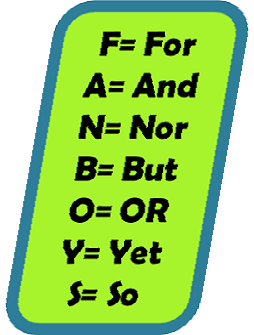 F= For
A= And
N= Nor
B= But
O= OR
Y= Yet
S= So